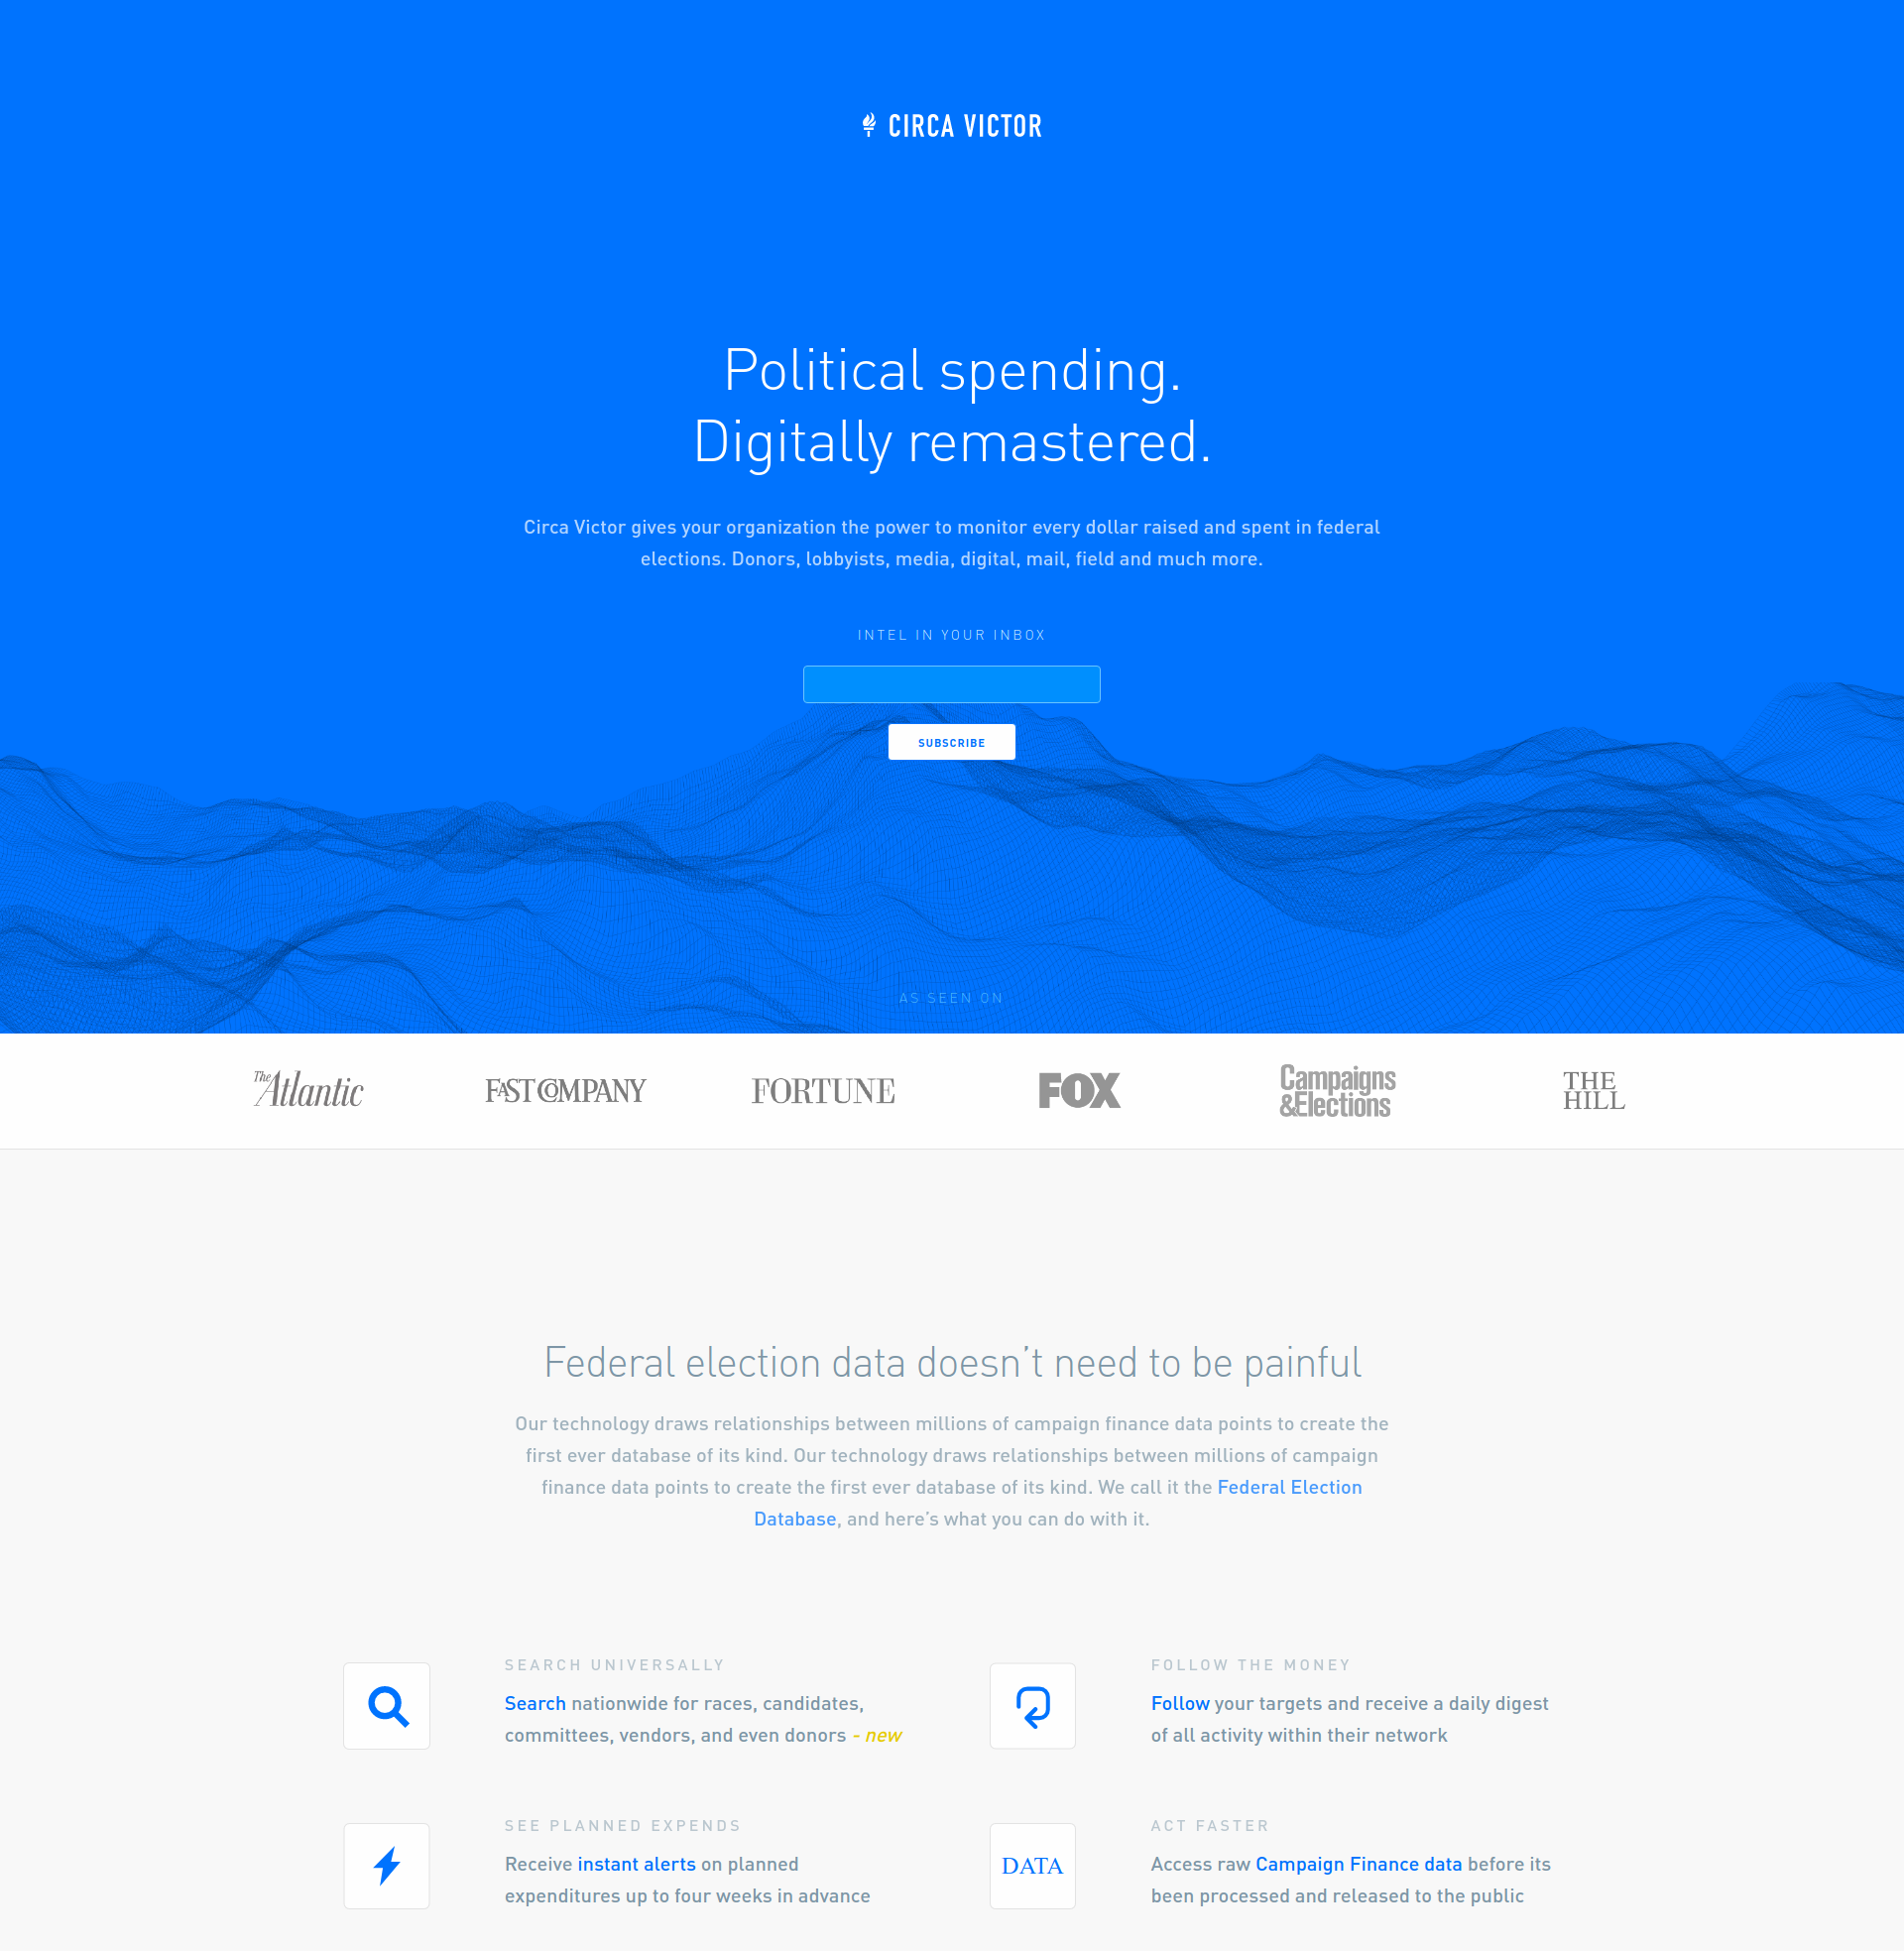 CIRCA VICTOR
Political spending.
Digitally remastered.
Circa Victor gives your organization the power to monitor every dollar raised and spent in federal
elections. Donors, lobbyists, media, digital, mail, field and much more.
INTEL IN YOUR INBOX
SUBSCRIBE
AS SEEN ON
The Atlantic
FAST COMPANY
FORTUNE
FOX
Campaigns
&Elections
THE
HILL
Federal election data doesn’t need to be painful
Our technology draws relationships between millions of campaign finance data points to create the
first ever database of its kind. Our technology draws relationships between millions of campaign
finance data points to create the first ever database of its kind. We call it the Federal Election
Database, and here’s what you can do with it.
SEARCH UNIVERSALLY
Search nationwide for races, candidates,
committees, vendors, and even donors - new
FOLLOW THE MONEY
Follow your targets and receive a daily digest
of all activity within their network
SEE PLANNED EXPENDS
Receive instant alerts on planned
expenditures up to four weeks in advance
DATA
ACT FASTER
Access raw Campaign Finance data before its
been processed and released to the public